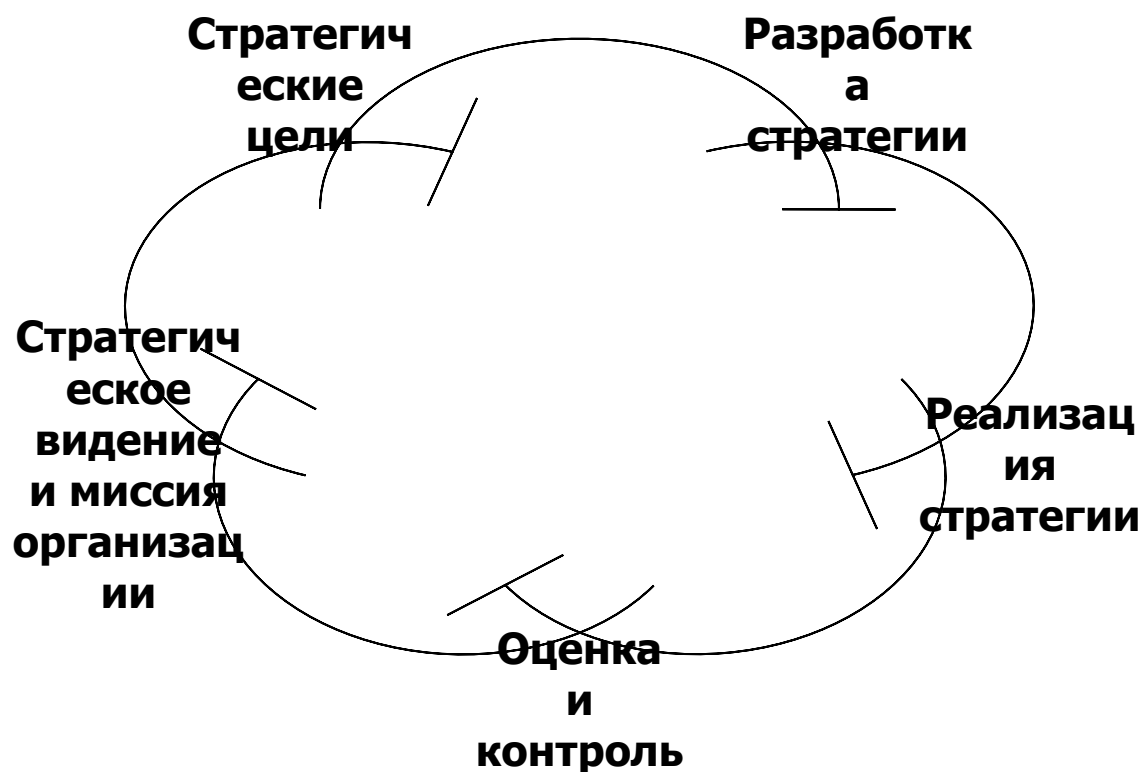 Стратегич
еские
цели
Разработк
а
стратегии
Стратегич
еское
видение
и миссия
организац
ии
Реализац
ия
стратегии
Оценка
и
контроль